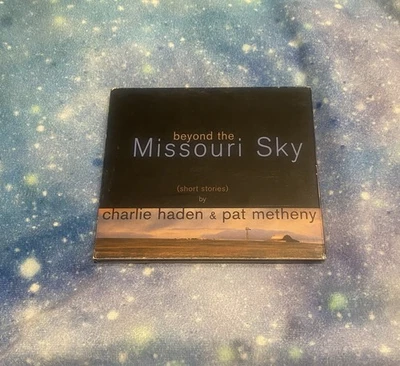 beyond the
Missouri Sky
(short stories)
by
charlie haden & pat metheny